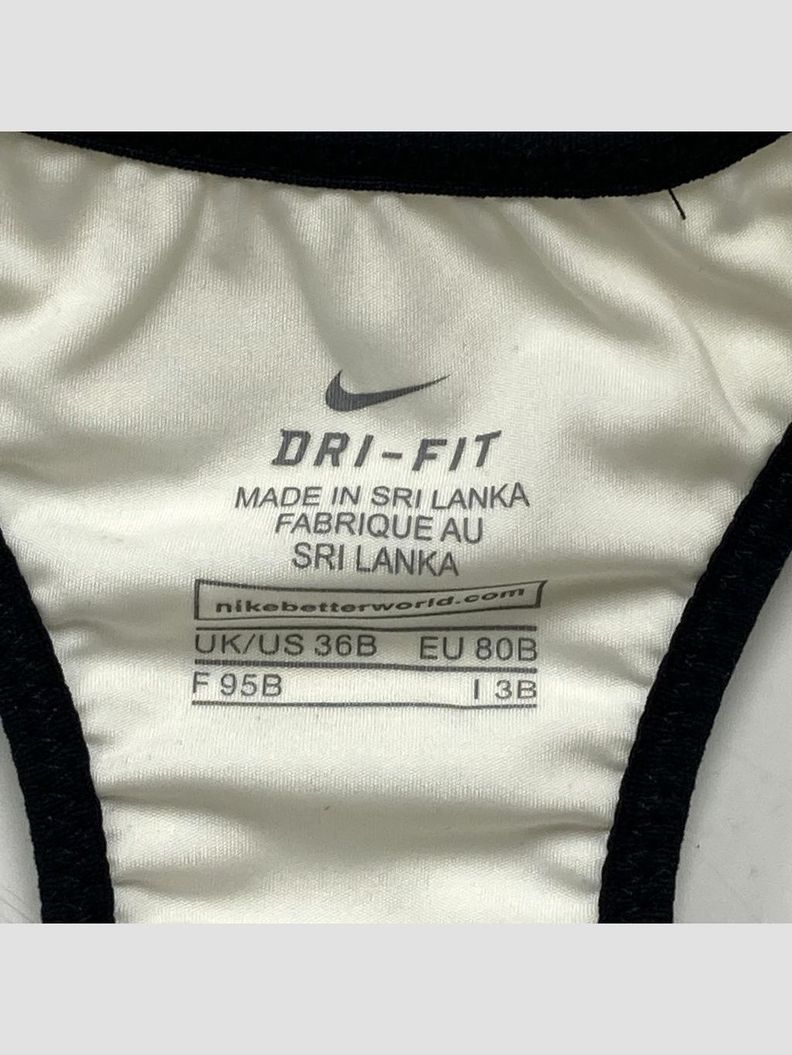 DRI-FIT
MADE IN SRI LANKA
FABRIQUE AU
SRI LANKA
nikebetterworld.com
UK/US 36B EU 80B
F 95B I 3B